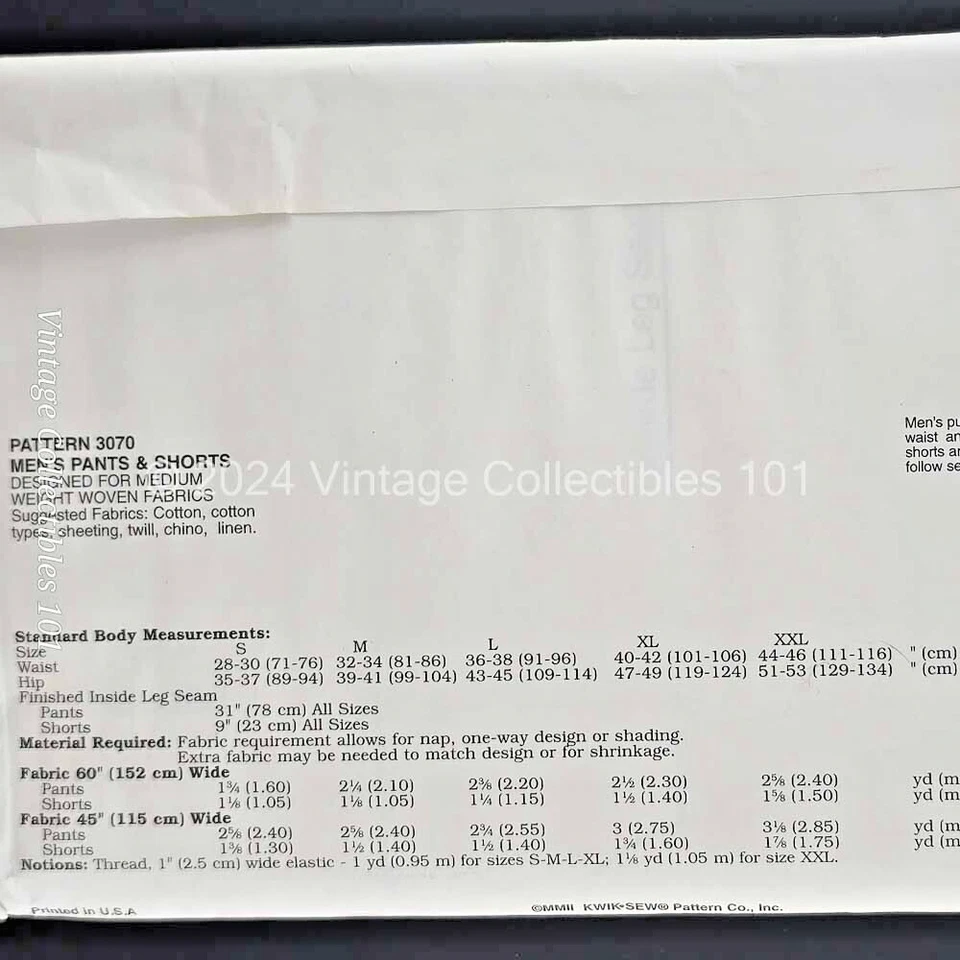 PATTERN 3070
MEN'S PANTS & SHORTS
DESIGNED FOR MEDIUM
WEIGHT WOVEN FABRICS
Suggested Fabrics: Cotton, cotton
types, sheeting, twill, chino, linen.
Men's pu
waist an
shorts ar
follow se
© 2024 Vintage Collectibles 101
Vintage Collectibles 101
Standard Body Measurements:
Size S M L XL XXL
Waist 28-30 (71-76) 32-34 (81-86) 36-38 (91-96) 40-42 (101-106) 44-46 (111-116) " (cm)
Hip 35-37 (89-94) 39-41 (99-104) 43-45 (109-114) 47-49 (119-124) 51-53 (129-134) " (cm)
Finished Inside Leg Seam
Pants 31" (78 cm) All Sizes
Shorts 9" (23 cm) All Sizes
Material Required: Fabric requirement allows for nap, one-way design or shading.
Extra fabric may be needed to match design or for shrinkage.
Fabric 60" (152 cm) Wide
Pants 1¾ (1.60) 2¼ (2.10) 2⅜ (2.20) 2½ (2.30) 2⅝ (2.40) yd (m
Shorts 1⅛ (1.05) 1⅛ (1.05) 1¼ (1.15) 1½ (1.40) 1⅝ (1.50) yd (m
Fabric 45" (115 cm) Wide
Pants 2⅝ (2.40) 2⅝ (2.40) 2¾ (2.55) 3 (2.75) 3⅛ (2.85) yd (m
Shorts 1⅜ (1.30) 1½ (1.40) 1½ (1.40) 1¾ (1.60) 1⅞ (1.75) yd (m
Notions: Thread, 1" (2.5 cm) wide elastic - 1 yd (0.95 m) for sizes S-M-L-XL; 1⅛ yd (1.05 m) for size XXL.
Printed in U.S.A
©MMII KWIK•SEW® Pattern Co., Inc.